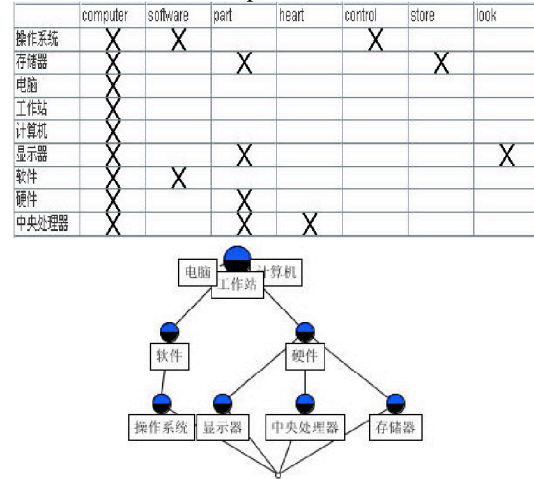 computer software part heart control store look
操作系统 X X X
存储器 X X X
电脑 X
工作站 X
计算机 X
显示器 X X X
软件 X X
硬件 X X
中央处理器 X X X
电脑 计算机
工作站
软件 硬件
操作系统 显示器 中央处理器 存储器